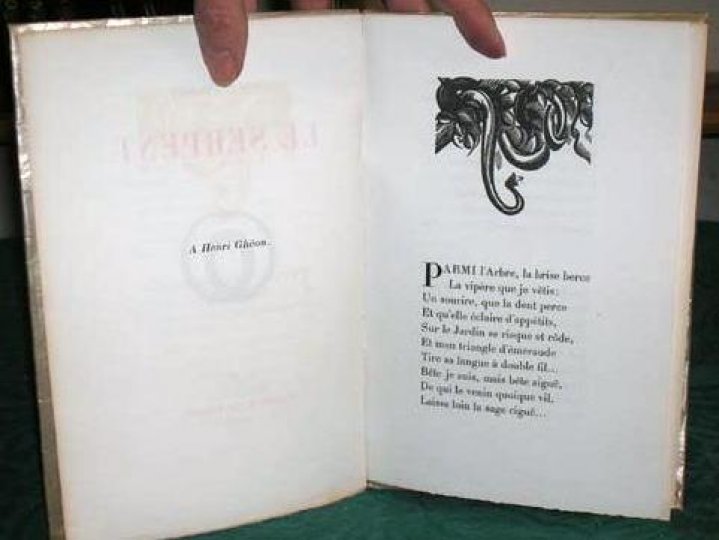 A Henri Ghéon.
PARMI l'Arbre, la brise berce
La vipère que je vêtis;
Un sourire, que la dent perce
Et qu'elle éclaire d'appétits,
Sur le Jardin se risque et rôde,
Et mon triangle d'émeraude
Tire sa langue à double fil...
Bête je suis, mais bête aiguë,
De qui le venin quoique vil,
Laisse loin la sage ciguë...
LE SERPENT